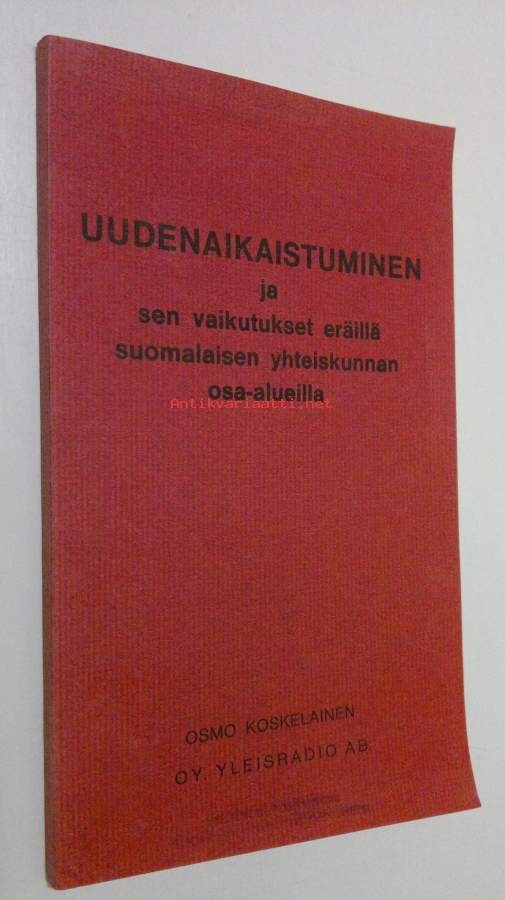 UUDENAIKAISTUMINEN
ja
sen vaikutukset eräillä
suomalaisen yhteiskunnan
osa-alueilla
Antikvariaatti.net
OSMO KOSKELAINEN
OY. YLEISRADIO AB